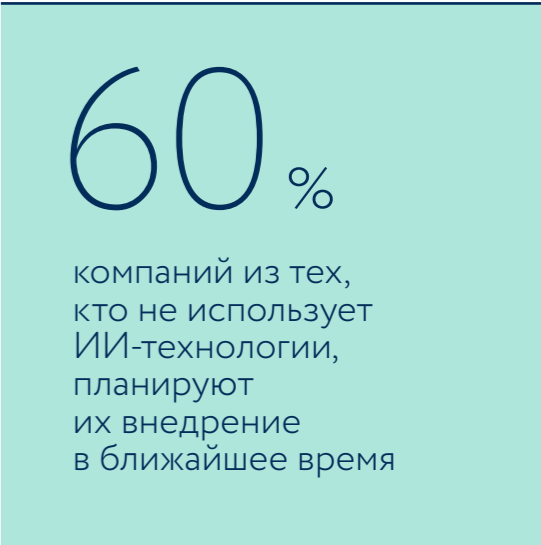 60 %
компаний из тех,
кто не использует
ИИ-технологии,
планируют
их внедрение
в ближайшее время